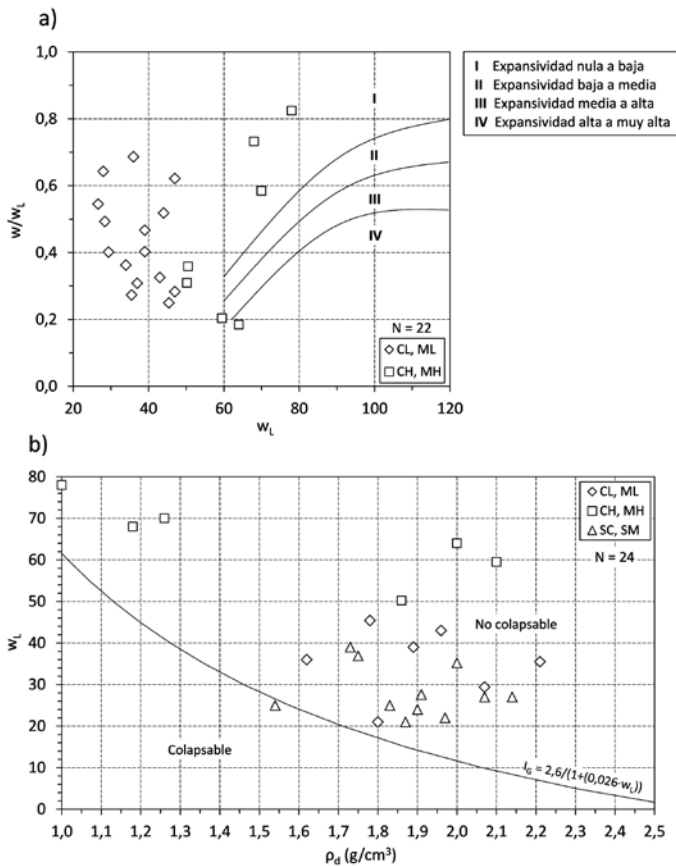 a)
1,0
0,8
0,6
0,4
0,2
0,0
w/w_L
20 40 60 80 100 120
w_L
I
II
III
IV
N = 22
CL, ML
CH, MH
I Expansividad nula a baja
II Expansividad baja a media
III Expansividad media a alta
IV Expansividad alta a muy alta
b)
80
70
60
50
40
30
20
10
0
w_L
1,0 1,1 1,2 1,3 1,4 1,5 1,6 1,7 1,8 1,9 2,0 2,1 2,2 2,3 2,4 2,5
ρ_d (g/cm³)
CL, ML
CH, MH
SC, SM
N = 24
No colapsable
Colapsable
I_G = 2,6/(1+(0,026·w_L))